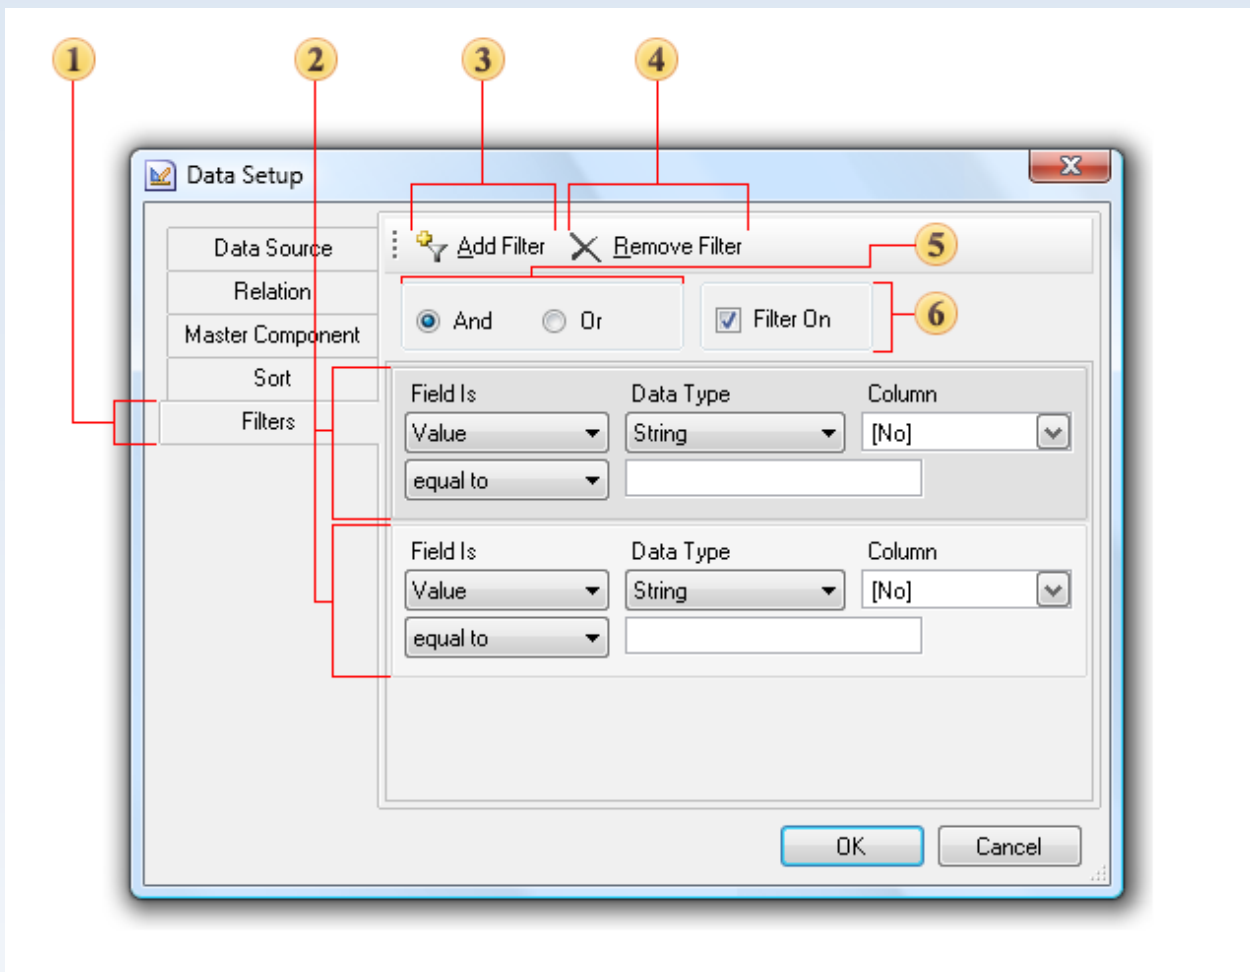 1 2 3 4
Data Setup
Data Source
Relation
Master Component
Sort
Filters
Add Filter Remove Filter
5
And Or Filter On
6
Field Is Data Type Column
Value String [No]
equal to
Field Is Data Type Column
Value String [No]
equal to
OK Cancel